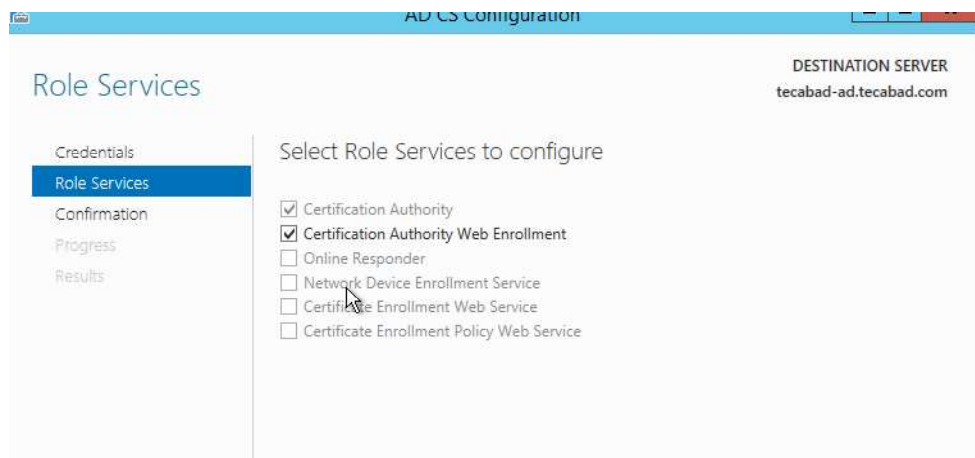 AD CS Configuration
Role Services
DESTINATION SERVER
tecabad-ad.tecabad.com
Credentials
Role Services
Confirmation
Progress
Results
Select Role Services to configure
Certification Authority
Certification Authority Web Enrollment
Online Responder
Network Device Enrollment Service
Certificate Enrollment Web Service
Certificate Enrollment Policy Web Service